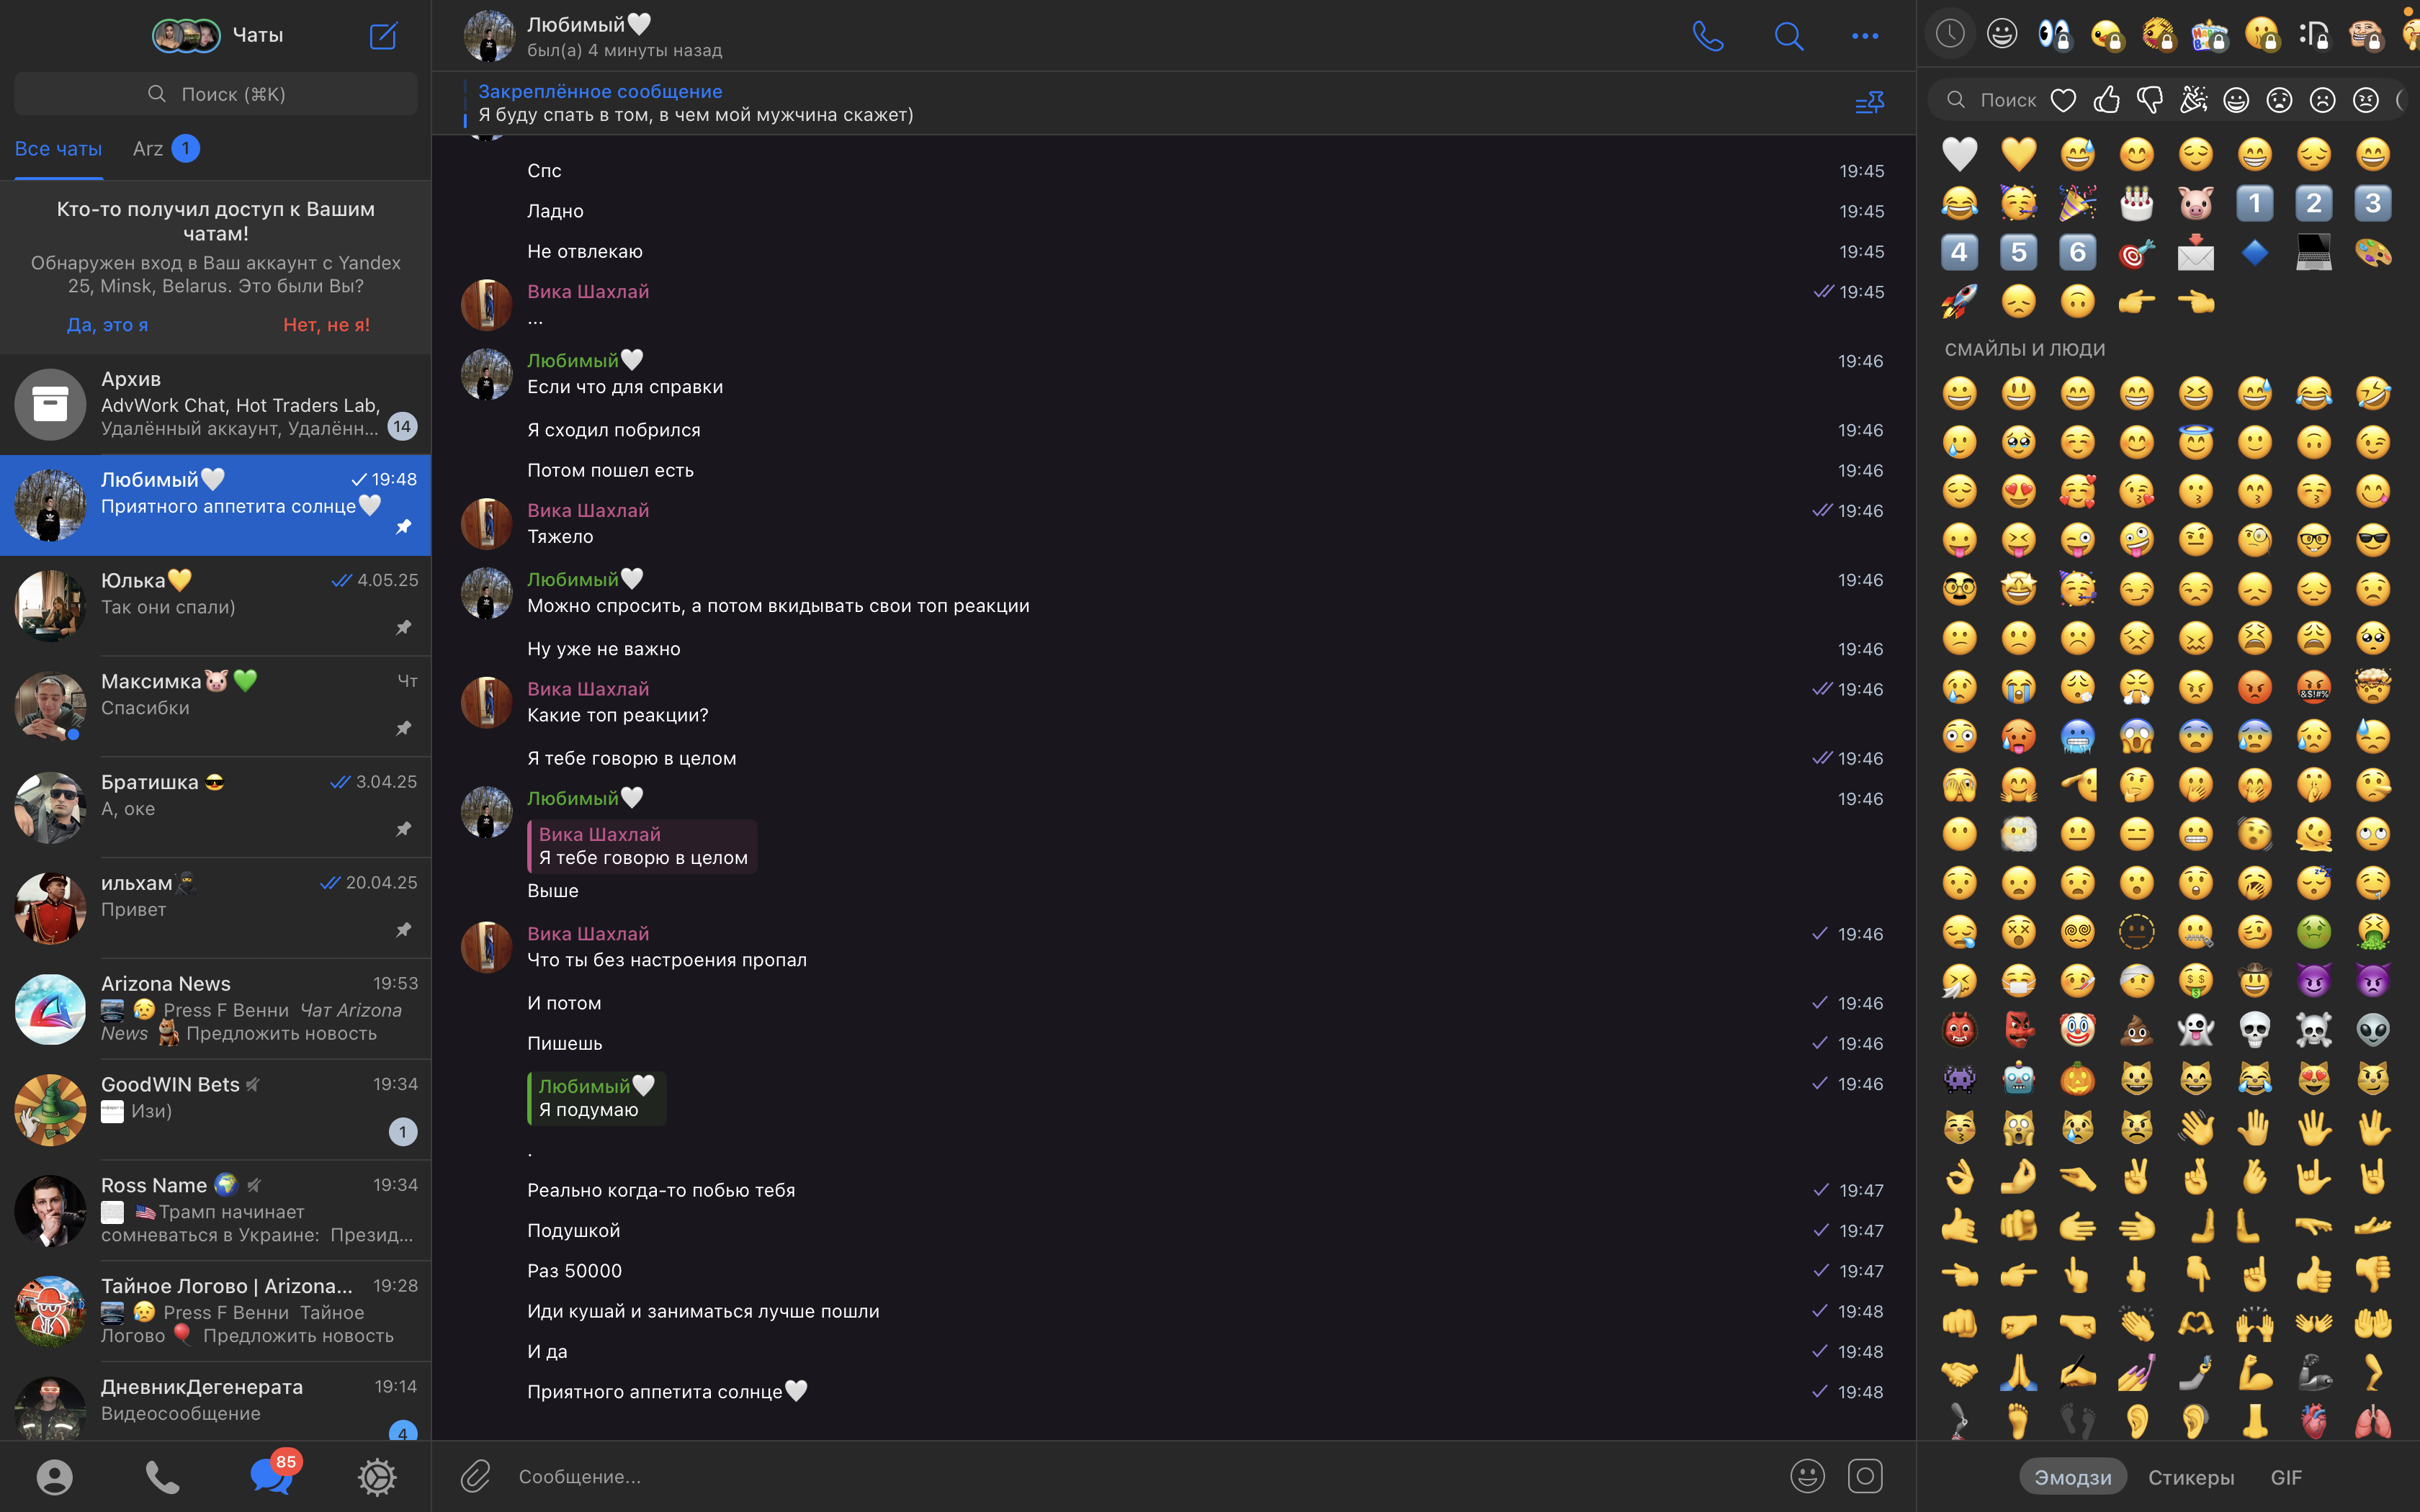 Чаты
Поиск (⌘K)
Все чаты
Arz 1
Кто-то получил доступ к Вашим
чатам!
Обнаружен вход в Ваш аккаунт с Yandex
25, Minsk, Belarus. Это были Вы?
Да, это я
Нет, не я!
Архив
AdvWork Chat, Hot Traders Lab,
Удалённый аккаунт, Удалённ...
14
Любимый🤍
19:48
Приятного аппетита солнце🤍
Юлька💛
4.05.25
Так они спали)
Максимка🐷💚
Чт
Спасибки
Братишка 😎
3.04.25
А, оке
ильхам🥷
20.04.25
Привет
Arizona News
19:53
😥 Press F Венни Чат Arizona
News Предложить новость
GoodWIN Bets
19:34
Изи)
1
Ross Name 🌍
19:34
🇺🇸Трамп начинает
сомневаться в Украине: Презид...
Тайное Логово | Arizona...
19:28
😥 Press F Венни Тайное
Логово 🎈 Предложить новость
ДневникДегенерата
19:14
Видеосообщение
4
85
Любимый🤍
был(а) 4 минуты назад
Закреплённое сообщение
Я буду спать в том, в чем мой мужчина скажет)
Спс 19:45
Ладно 19:45
Не отвлекаю 19:45
Вика Шахлай 19:45
...
Любимый🤍 19:46
Если что для справки
Я сходил побрился 19:46
Потом пошел есть 19:46
Вика Шахлай 19:46
Тяжело
Любимый🤍 19:46
Можно спросить, а потом вкидывать свои топ реакции
Ну уже не важно 19:46
Вика Шахлай 19:46
Какие топ реакции?
Я тебе говорю в целом 19:46
Любимый🤍 19:46
Вика Шахлай
Я тебе говорю в целом
Выше
Вика Шахлай 19:46
Что ты без настроения пропал
И потом 19:46
Пишешь 19:46
Любимый🤍 19:46
Я подумаю
.
Реально когда-то побью тебя 19:47
Подушкой 19:47
Раз 50000 19:47
Иди кушай и заниматься лучше пошли 19:48
И да 19:48
Приятного аппетита солнце🤍 19:48
Сообщение...
Поиск
1 2 3
4 5 6
СМАЙЛЫ И ЛЮДИ
Эмодзи
Стикеры
GIF